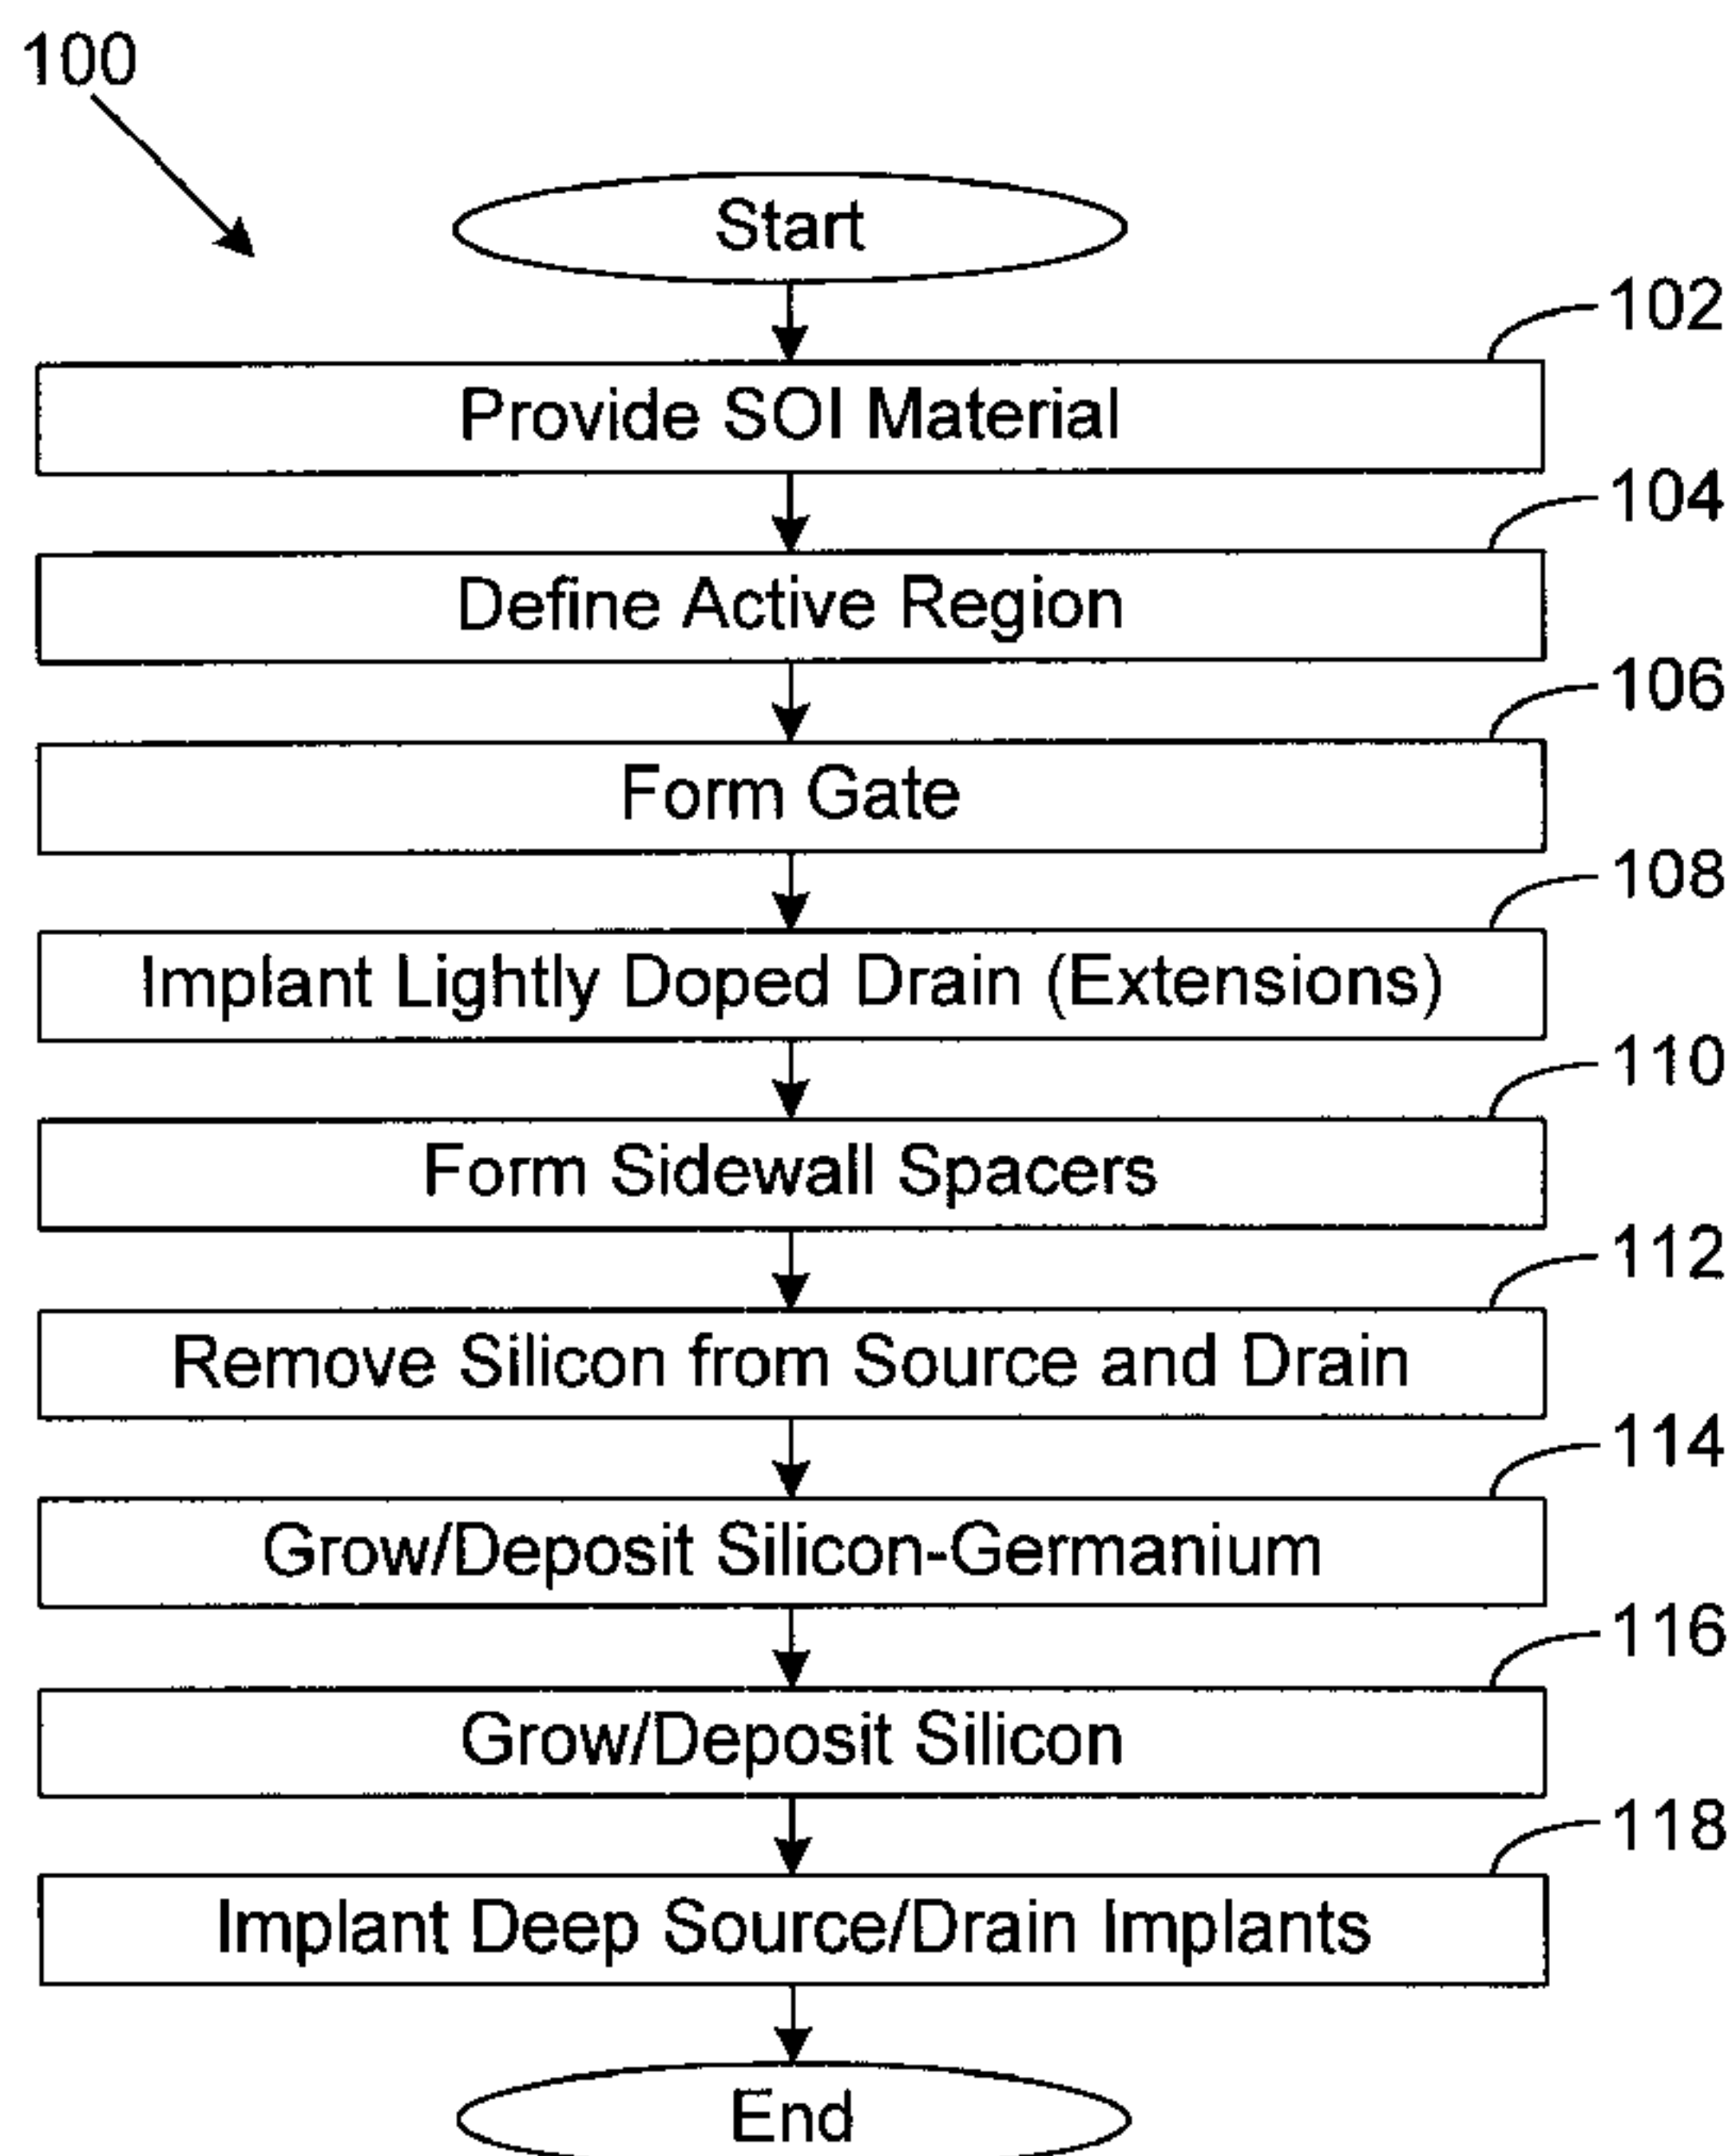 100
Start
102
Provide SOI Material
104
Define Active Region
106
Form Gate
108
Implant Lightly Doped Drain (Extensions)
110
Form Sidewall Spacers
112
Remove Silicon from Source and Drain
114
Grow/Deposit Silicon-Germanium
116
Grow/Deposit Silicon
118
Implant Deep Source/Drain Implants
End